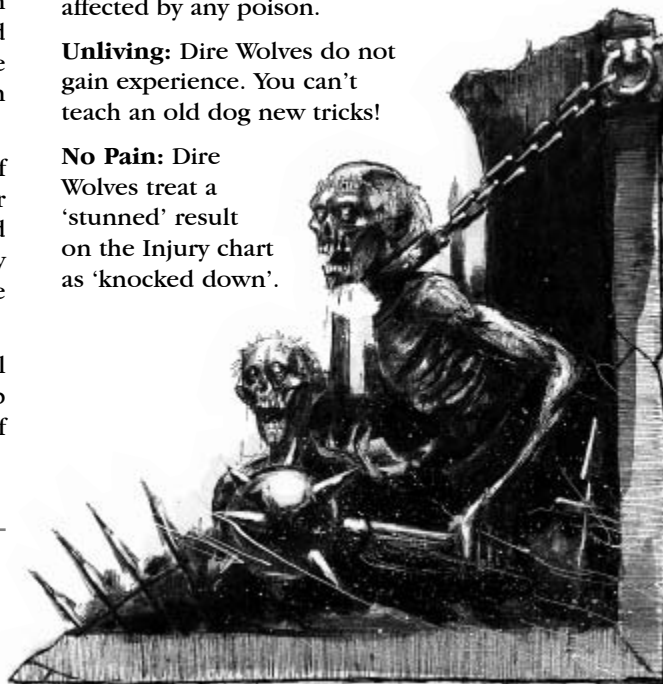 affected by any poison.
Unliving: Dire Wolves do not
gain experience. You can't
teach an old dog new tricks!
No Pain: Dire
Wolves treat a
‘stunned’ result
on the Injury chart
as ‘knocked down’.